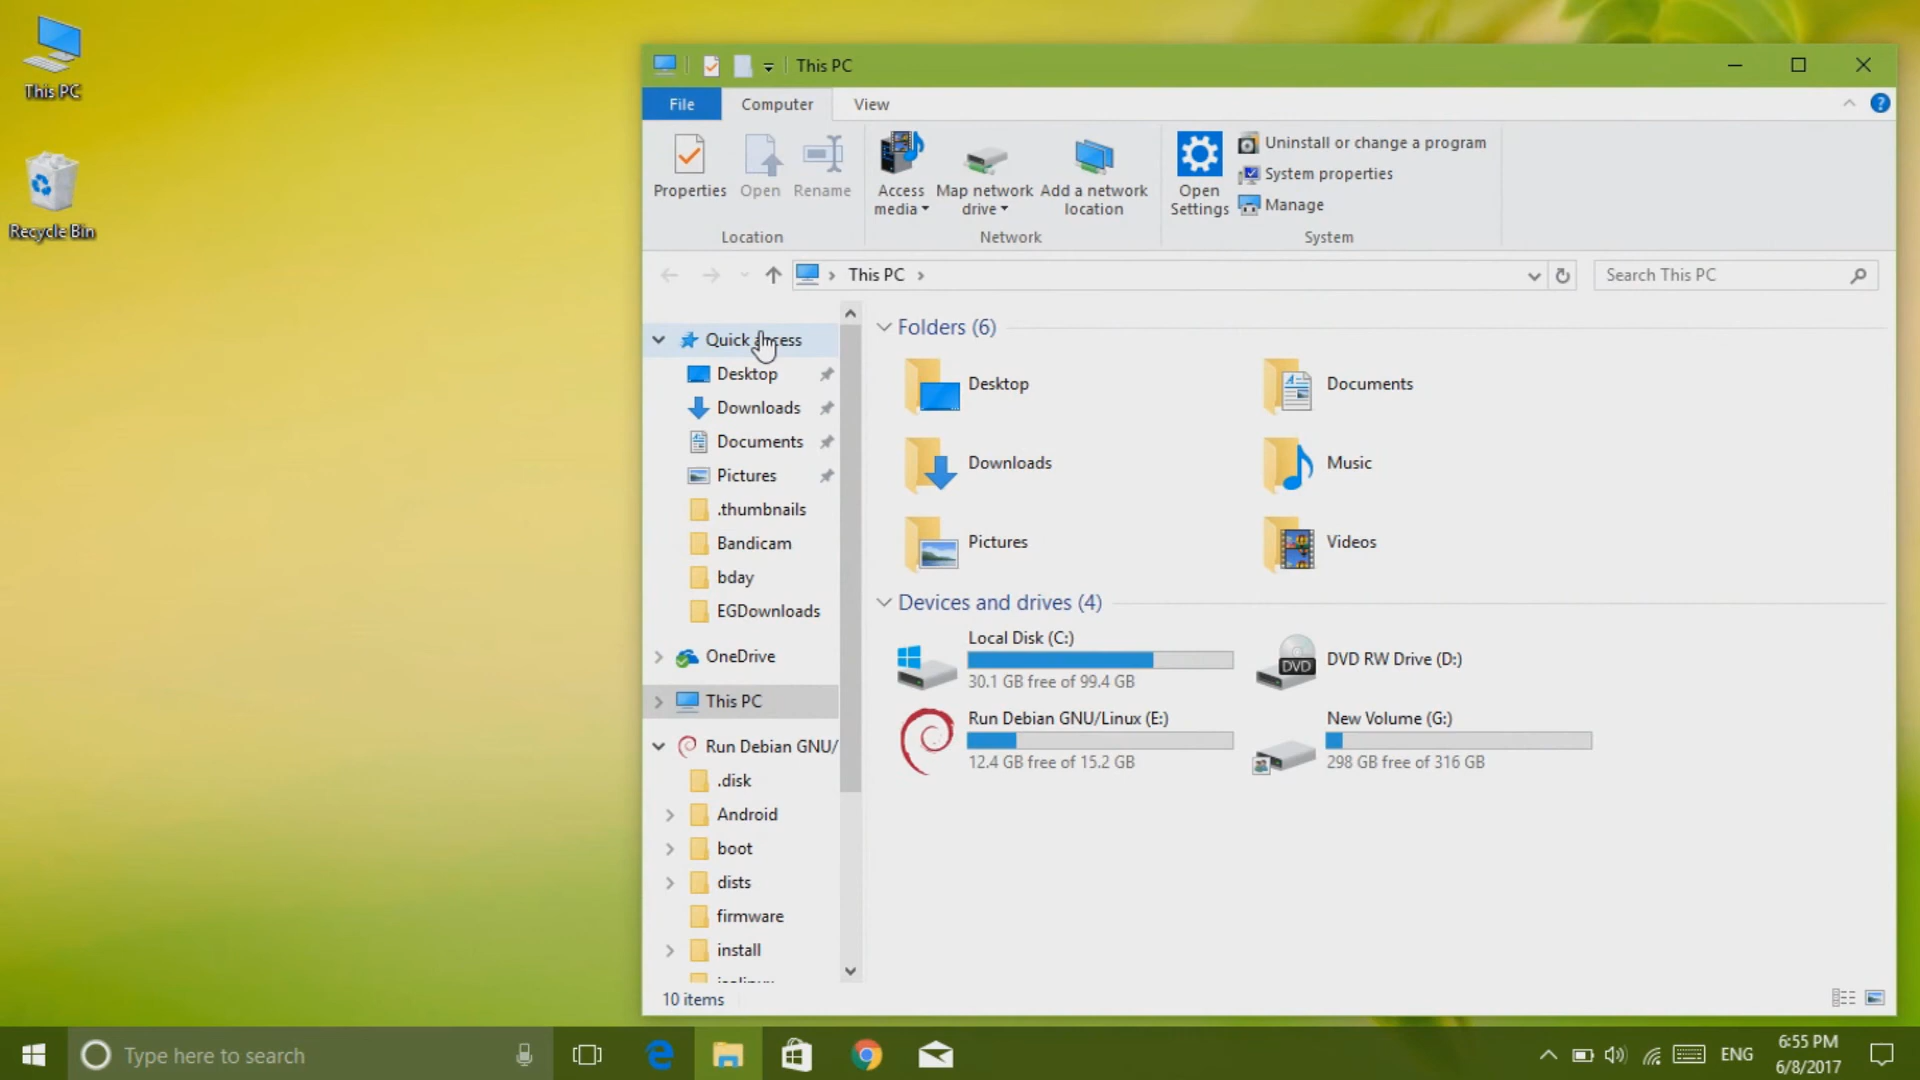 This PC
Recycle Bin
This PC
File
Computer
View
Properties
Open
Rename
Access media
Map network drive
Add a network location
Open Settings
Uninstall or change a program
System properties
Manage
Location
Network
System
This PC
Search This PC
Quick access
Desktop
Downloads
Documents
Pictures
.thumbnails
Bandicam
bday
EGDownloads
OneDrive
This PC
Run Debian GNU/
.disk
Android
boot
dists
firmware
install
Folders (6)
Desktop
Documents
Downloads
Music
Pictures
Videos
Devices and drives (4)
Local Disk (C:)
30.1 GB free of 99.4 GB
DVD
DVD RW Drive (D:)
Run Debian GNU/Linux (E:)
12.4 GB free of 15.2 GB
New Volume (G:)
298 GB free of 316 GB
10 items
Type here to search
ENG
6:55 PM
6/8/2017